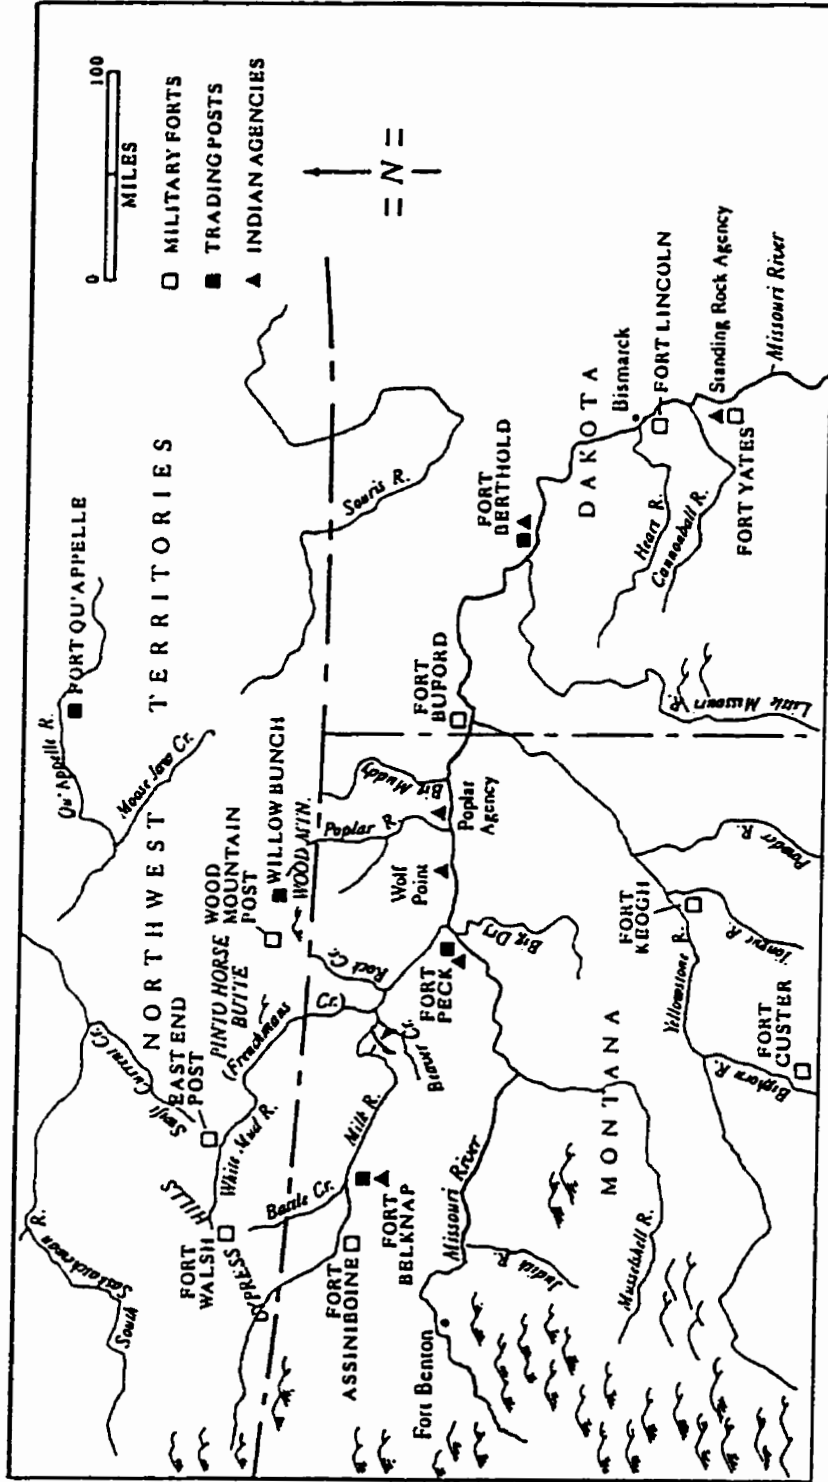 0 100
MILES
MILITARY FORTS
TRADING POSTS
INDIAN AGENCIES
N
NORTHWEST TERRITORIES
FORT QU'APPELLE
Qu'Appelle R.
Moose Jaw Cr.
South Saskatchewan R.
Swift Current Cr.
EAST END
POST
PINTO HORSE
BUTTE
WOOD
MOUNTAIN
POST
WILLOW BUNCH
WOOD MTN.
CYPRESS HILLS
FORT
WALSH
White Mud R.
(Frenchmans Cr.)
Battle Cr.
Rock Cr.
Poplar R.
Big Muddy
Souris R.
FORT
ASSINIBOINE
FORT
BELKNAP
Milk R.
Beaver Cr.
FORT
PECK
Wolf
Point
Poplar
Agency
FORT
BUFORD
FORT
BERTHOLD
Fort Benton
Missouri River
Judith R.
Musselshell R.
Big Dry
MONTANA
DAKOTA
Yellowstone R.
FORT
KEOGH
Tongue R.
Powder R.
FORT
CUSTER
Bighorn R.
Little Missouri R.
Heart R.
Cannonball R.
Bismarck
FORT LINCOLN
Standing Rock Agency
FORT YATES
Missouri River